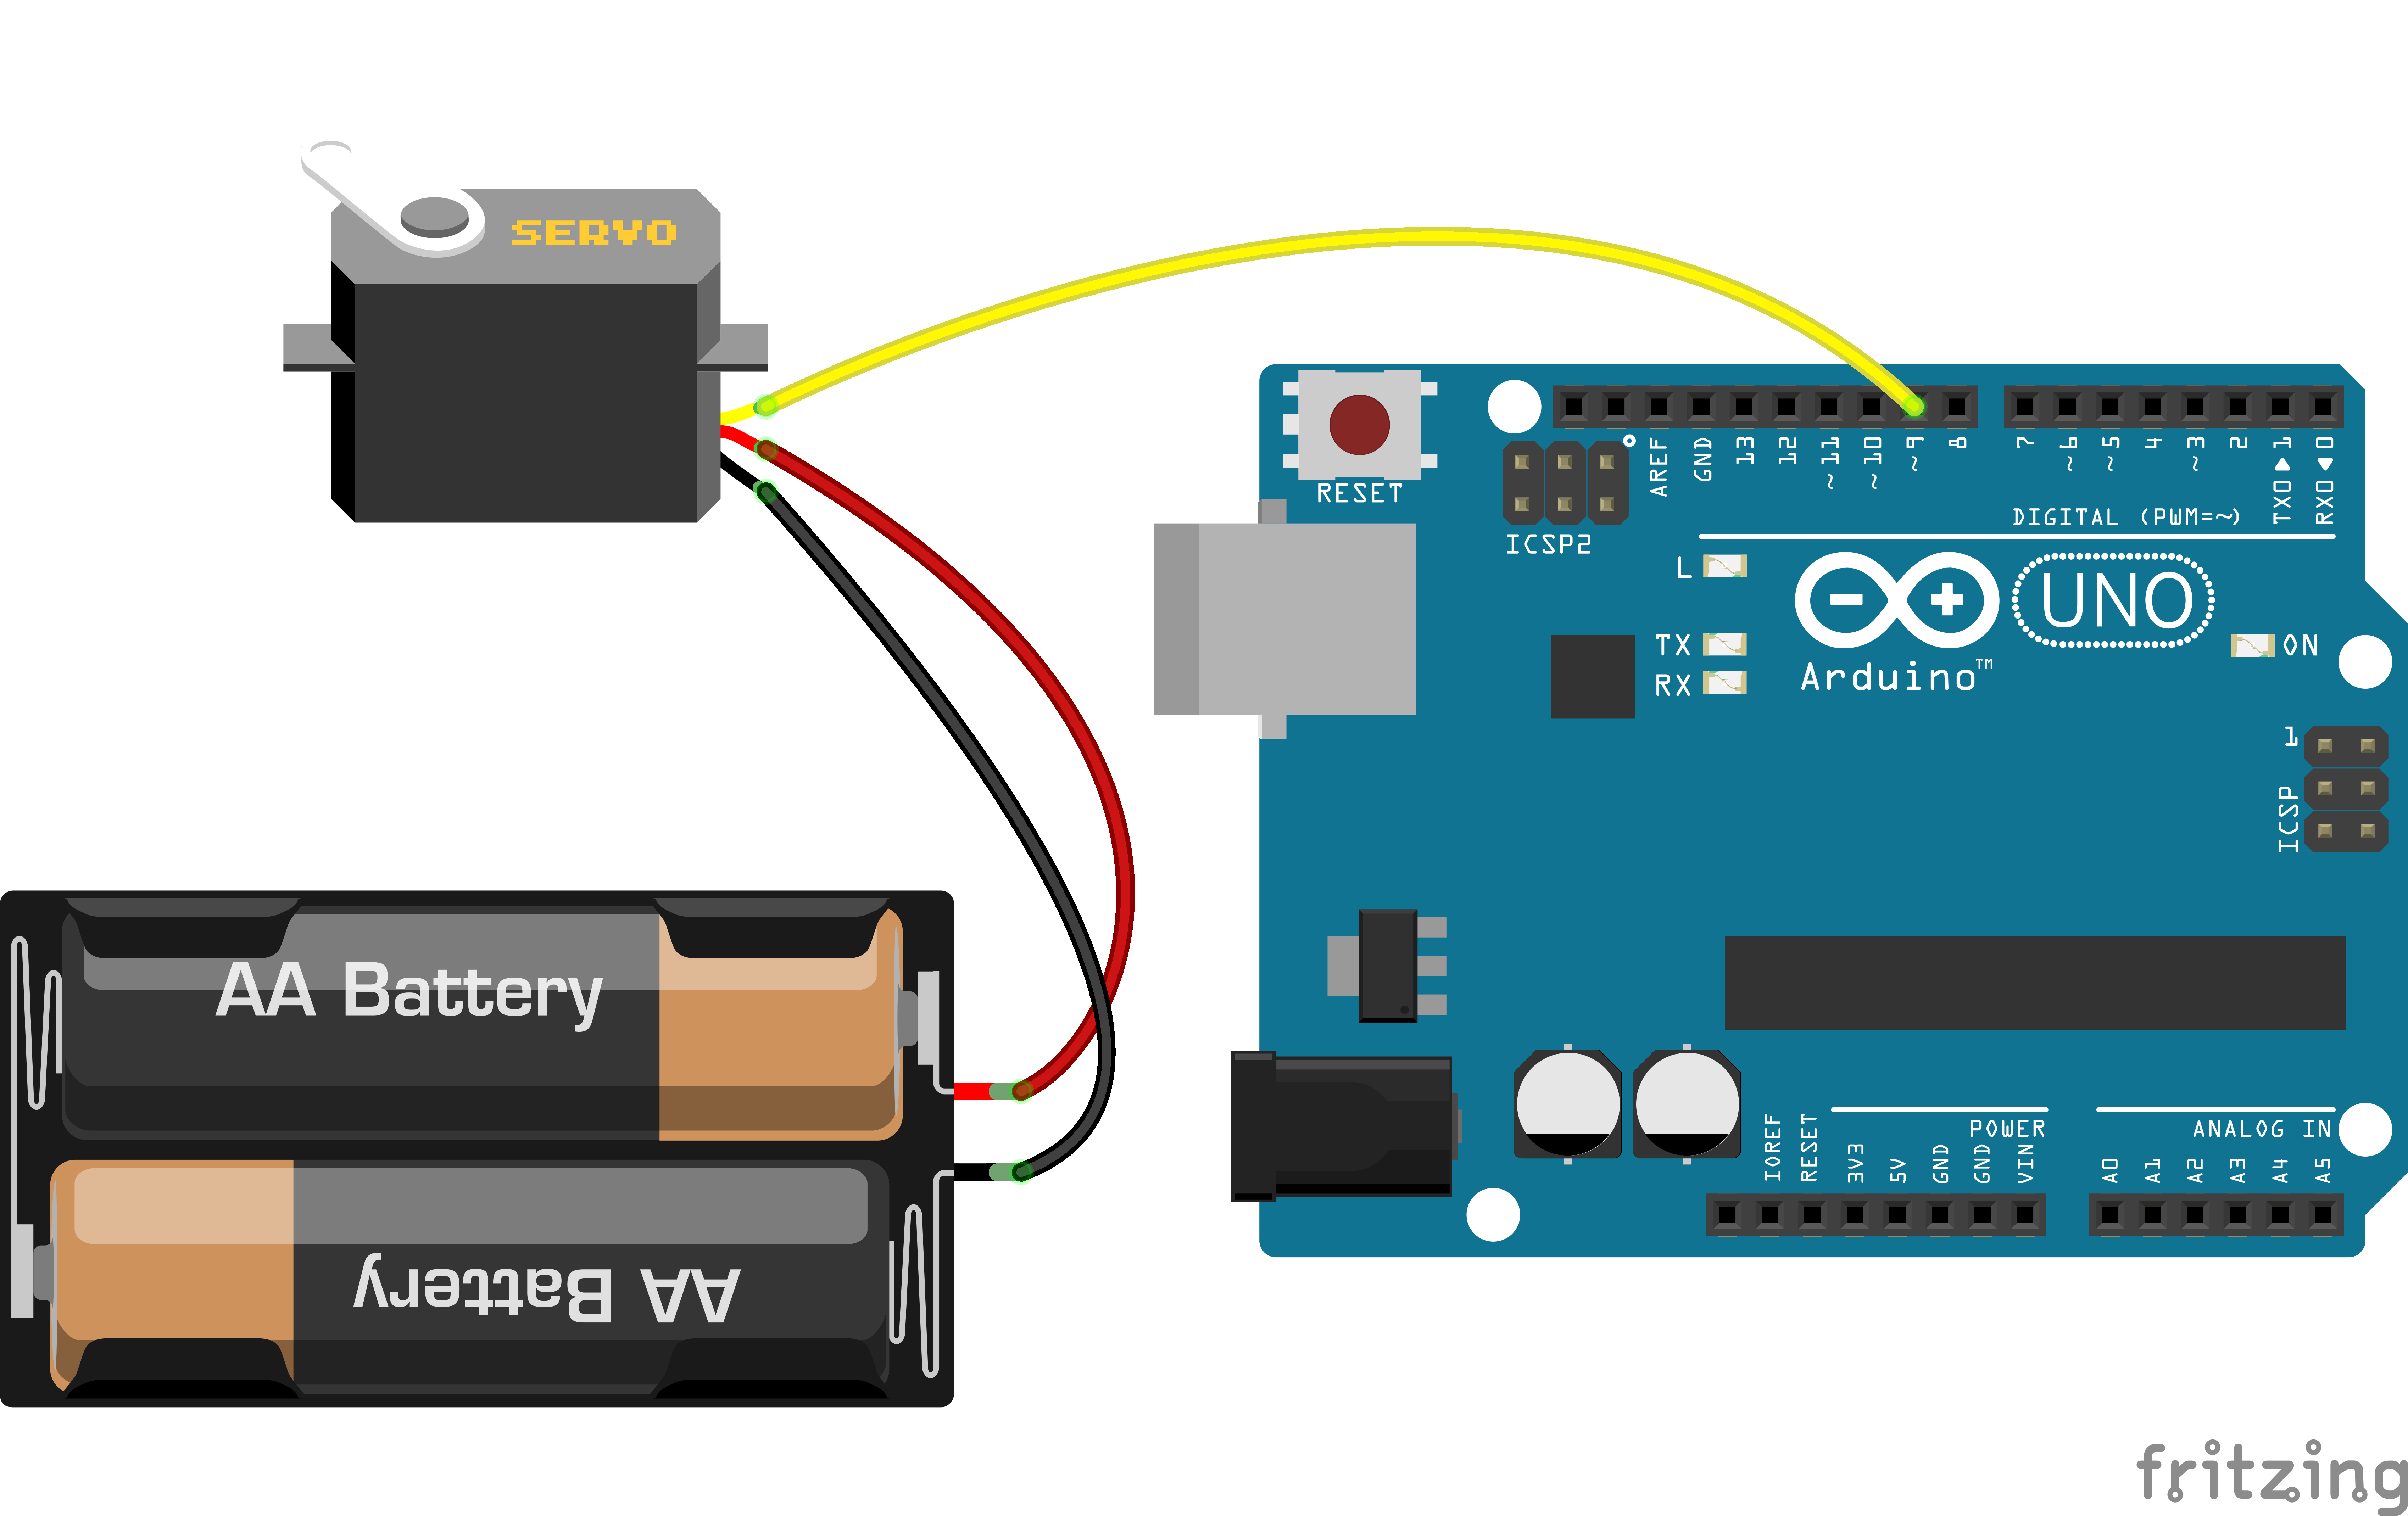 SERVO
RESET
ICSP2
AREF
GND
13
12
~11
~10
~9
8
7
~6
~5
4
~3
2
TX0▶1
RX0◀0
DIGITAL (PWM=~)
L
TX
RX
UNO
Arduino™
ON
1
ICSP
AA Battery
AA Battery
IOREF
RESET
3V3
5V
GND
GND
VIN
POWER
A0
A1
A2
A3
A4
A5
ANALOG IN
fritzing